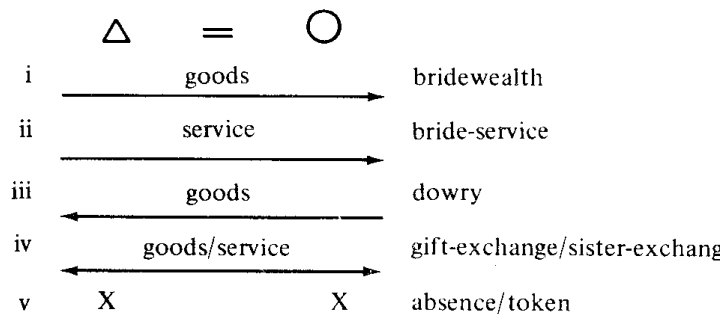 i goods bridewealth
ii service bride-service
iii goods dowry
iv goods/service gift-exchange/sister-exchang
v X X absence/token